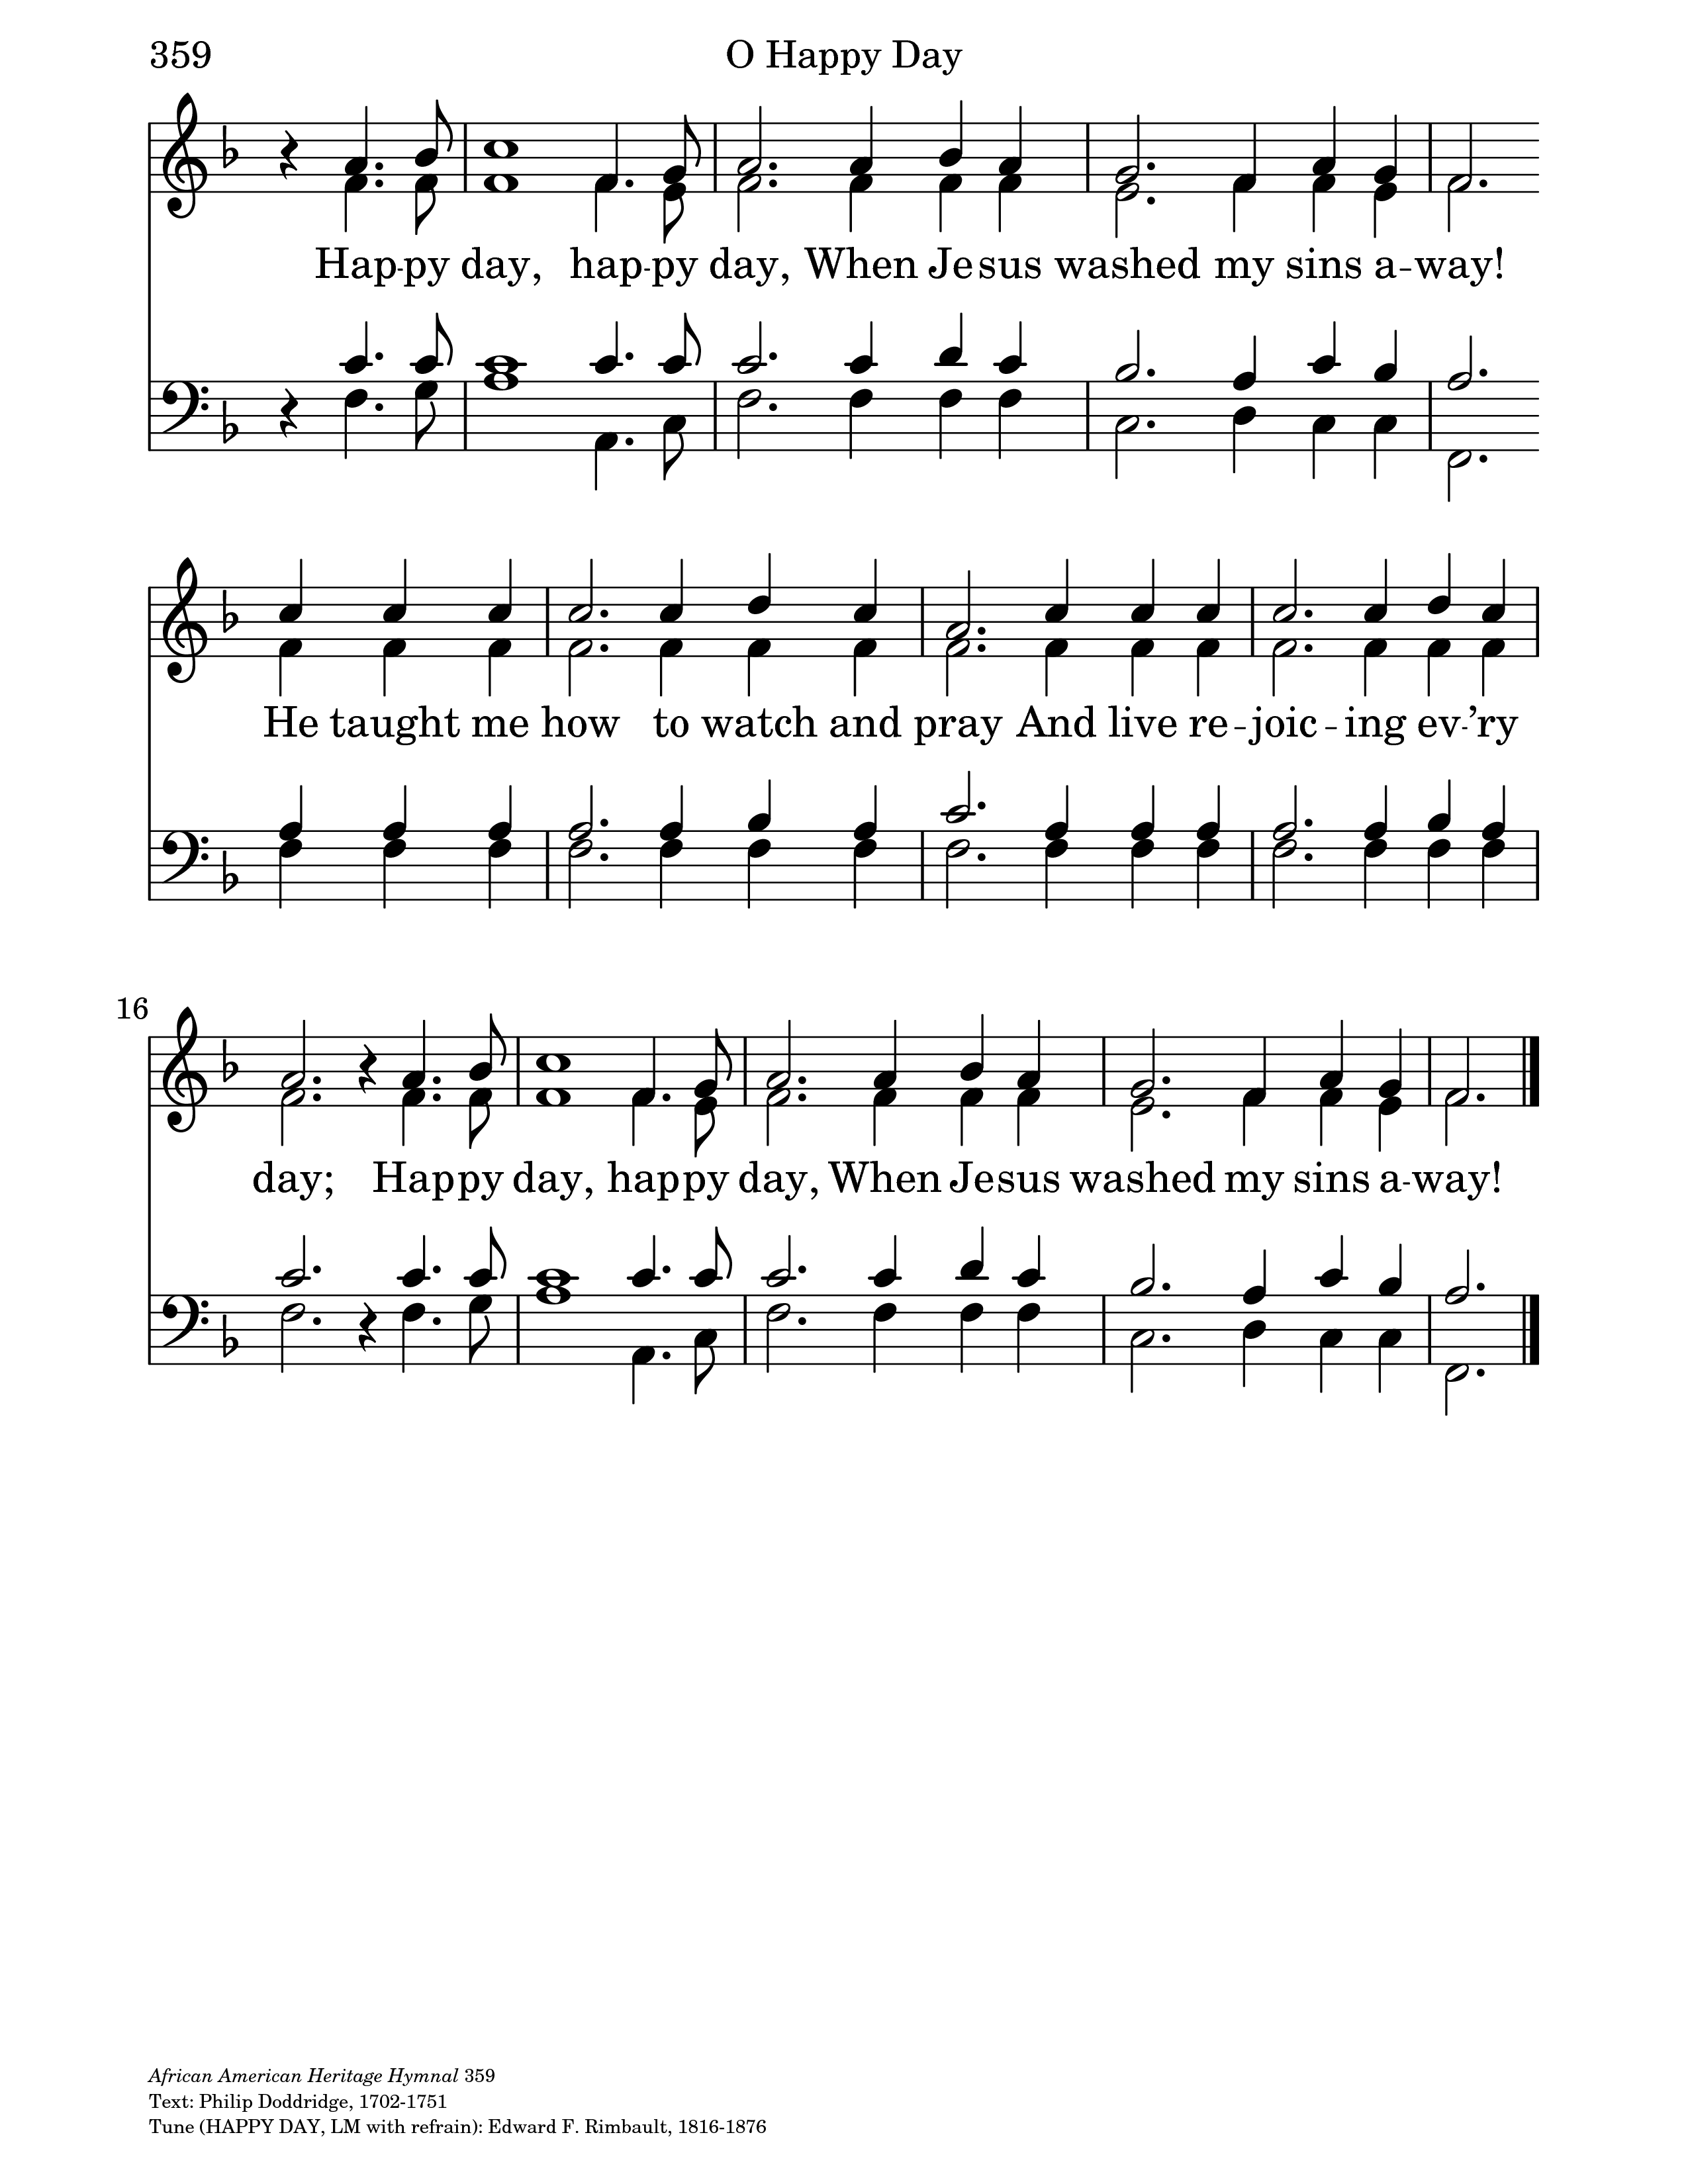 359 O Happy Day
Hap - py day, hap - py day, When Je - sus washed my sins a - way!
He taught me how to watch and pray And live re - joic - ing ev - ’ry
16
day; Happy day, happy day, When Jesus washed my sins a - way!
African American Heritage Hymnal 359
Text: Philip Doddridge, 1702-1751
Tune (HAPPY DAY, LM with refrain): Edward F. Rimbault, 1816-1876